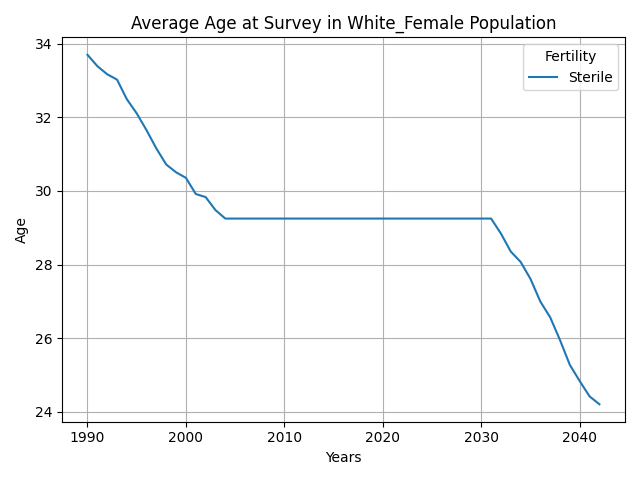 Average Age at Survey in White_Female Population
Fertility
Sterile
34
32
30
28
26
24
Age
1990 2000 2010 2020 2030 2040
Years